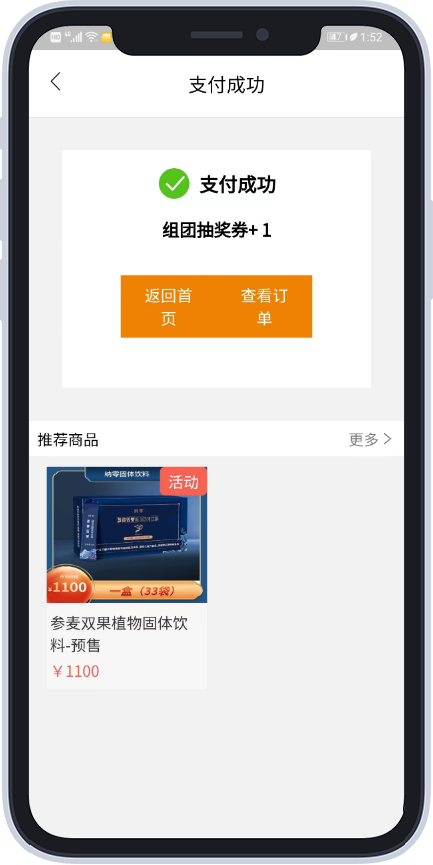 HD 4G 47 1:52
支付成功
支付成功
组团抽奖券+ 1
返回首页
查看订单
推荐商品
更多
纳零固体饮料
活动
¥1100
一盒（33袋）
参麦双果植物固体饮
料-预售
￥1100